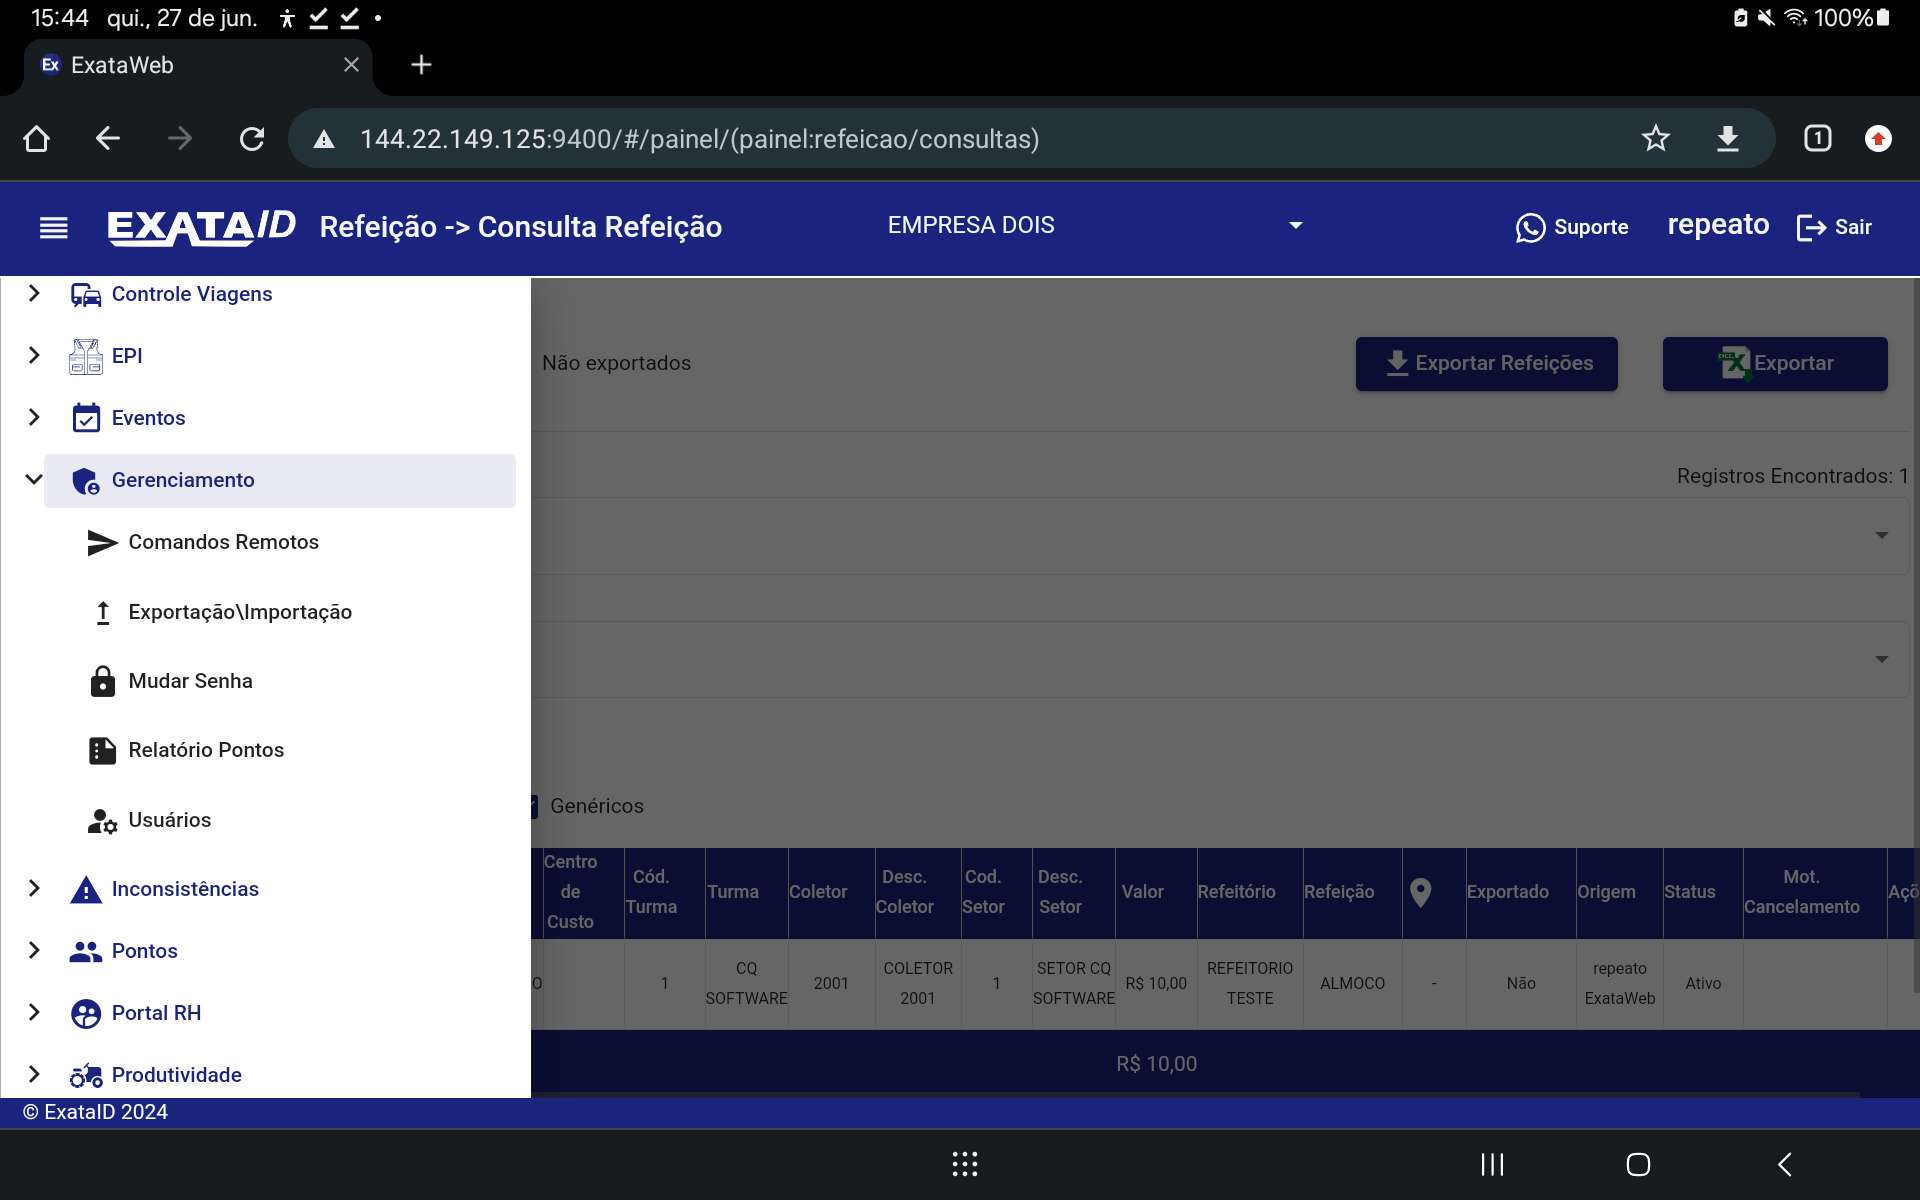 15:44 qui., 27 de jun. 100%
Ex ExataWeb
144.22.149.125:9400/#/painel/(painel:refeicao/consultas) 1
EXATAID Refeição -> Consulta Refeição EMPRESA DOIS Suporte repeato Sair
Controle Viagens
EPI
Eventos
Gerenciamento
Comandos Remotos
Exportação\Importação
Mudar Senha
Relatório Pontos
Usuários
Inconsistências
Pontos
Portal RH
Produtividade
Não exportados Exportar Refeições Exportar
Registros Encontrados: 1
Genéricos
Centro de Custo Cód. Turma Turma Coletor Desc. Coletor Cod. Setor Desc. Setor Valor Refeitório Refeição Exportado Origem Status Mot. Cancelamento Açõ
O 1 CQ SOFTWARE 2001 COLETOR 2001 1 SETOR CQ SOFTWARE R$ 10,00 REFEITORIO TESTE ALMOCO - Não repeato ExataWeb Ativo
R$ 10,00
© ExataID 2024